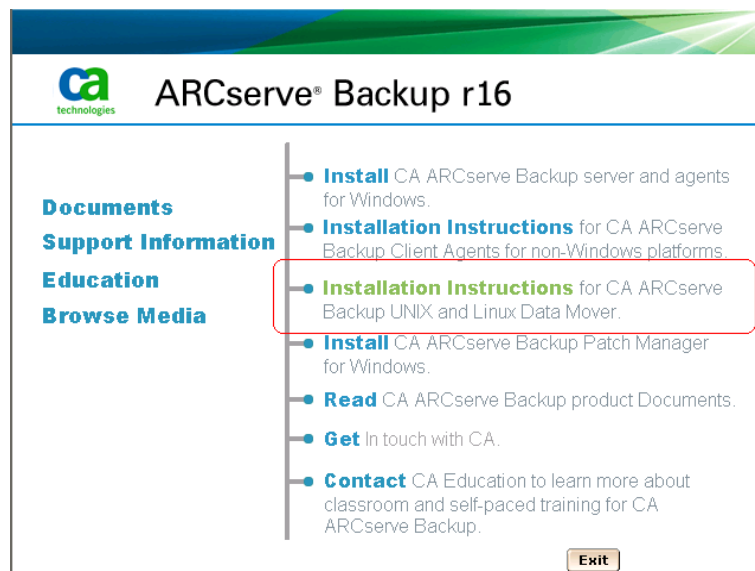 ca
technologies
ARCserve® Backup r16
Documents
Support Information
Education
Browse Media
Install CA ARCserve Backup server and agents
for Windows.
Installation Instructions for CA ARCserve
Backup Client Agents for non-Windows platforms.
Installation Instructions for CA ARCserve
Backup UNIX and Linux Data Mover.
Install CA ARCserve Backup Patch Manager
for Windows.
Read CA ARCserve Backup product Documents.
Get In touch with CA.
Contact CA Education to learn more about
classroom and self-paced training for CA
ARCserve Backup.
Exit